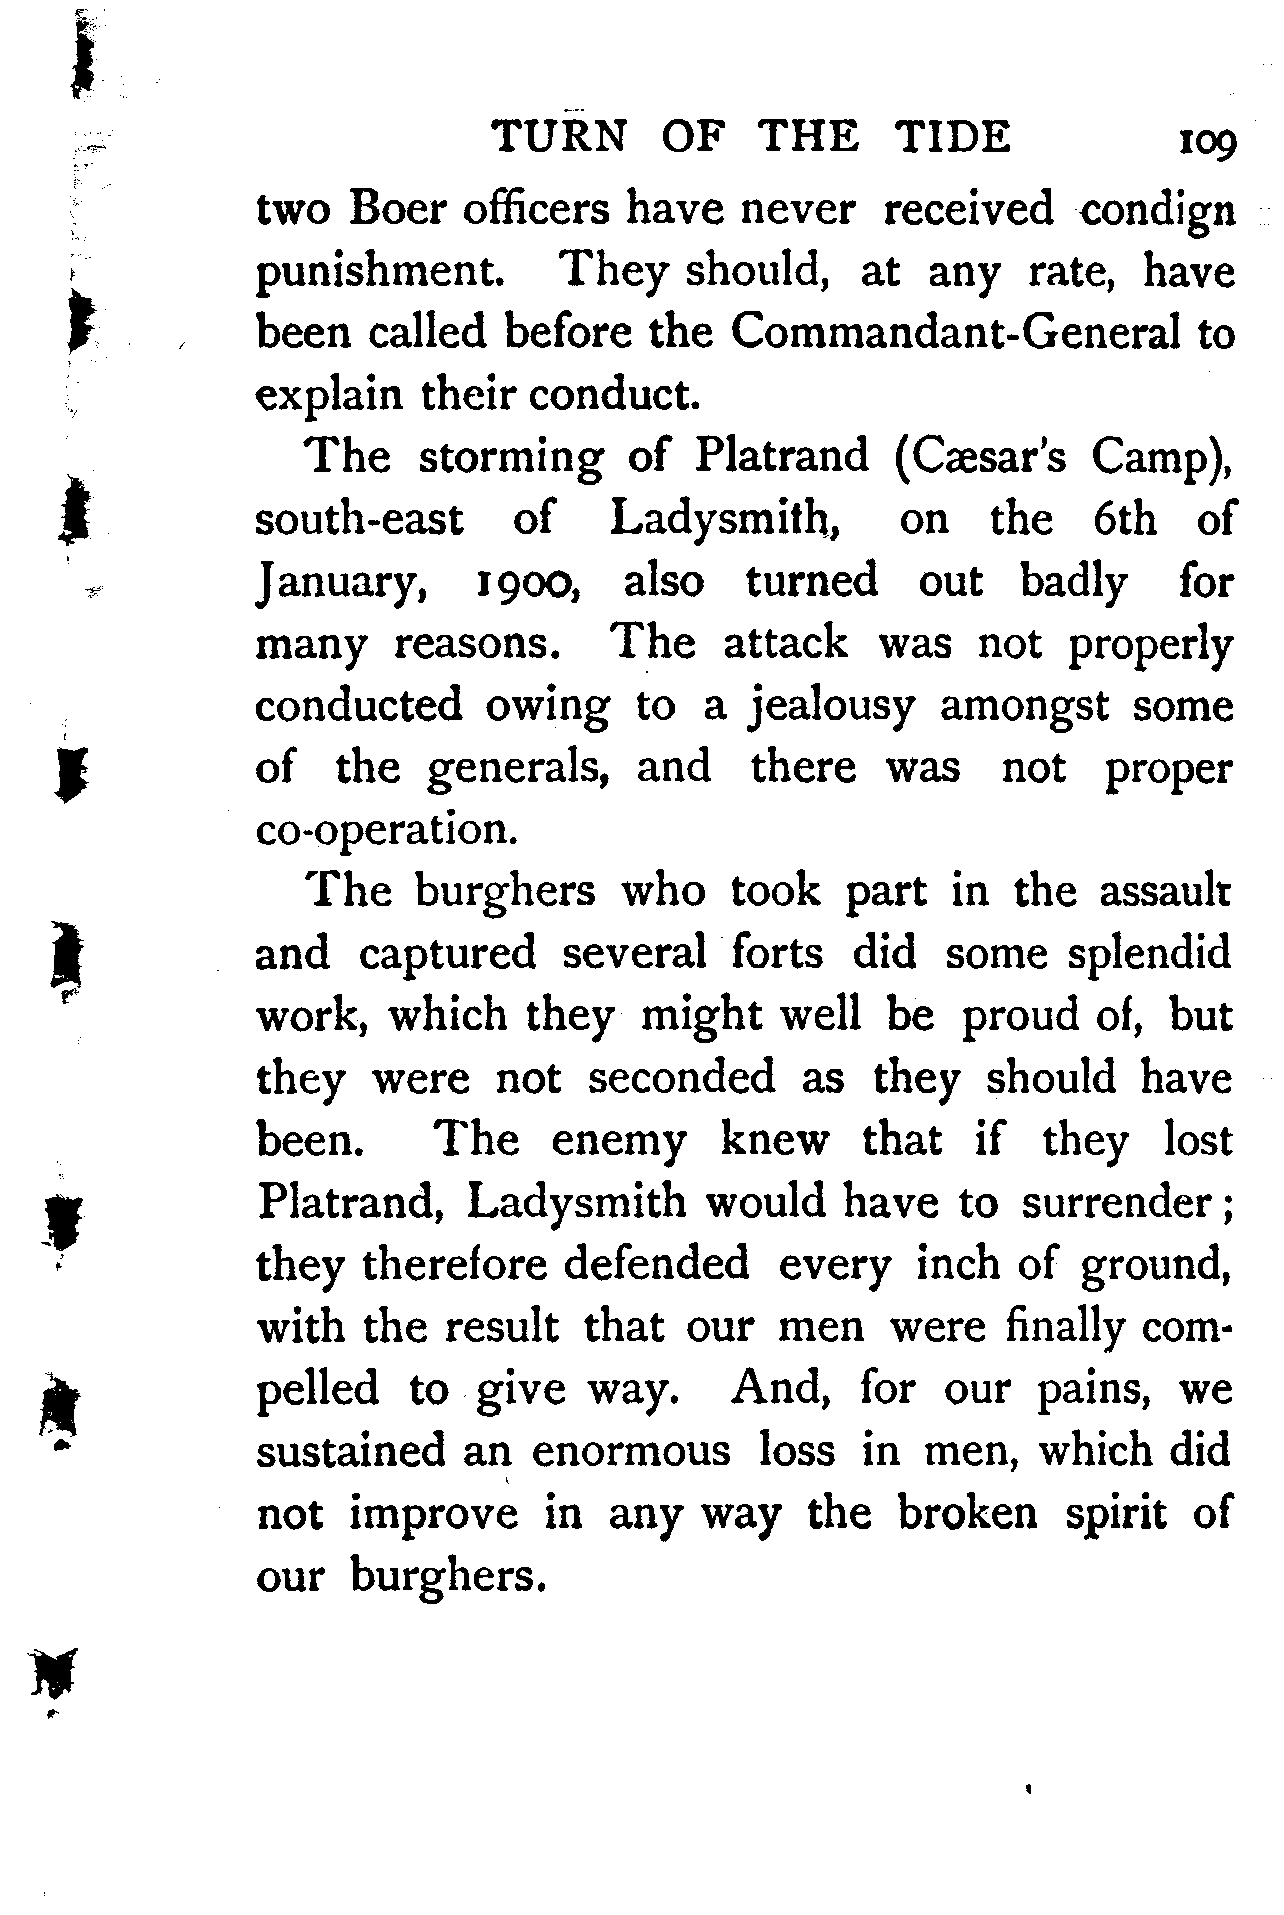 TURN OF THE TIDE 109
two Boer officers have never received condign
punishment. They should, at any rate, have
been called before the Commandant-General to
explain their conduct.
The storming of Platrand (Cæsar's Camp),
south-east of Ladysmith, on the 6th of
January, 1900, also turned out badly for
many reasons. The attack was not properly
conducted owing to a jealousy amongst some
of the generals, and there was not proper
co-operation.
The burghers who took part in the assault
and captured several forts did some splendid
work, which they might well be proud of, but
they were not seconded as they should have
been. The enemy knew that if they lost
Platrand, Ladysmith would have to surrender ;
they therefore defended every inch of ground,
with the result that our men were finally com-
pelled to give way. And, for our pains, we
sustained an enormous loss in men, which did
not improve in any way the broken spirit of
our burghers.